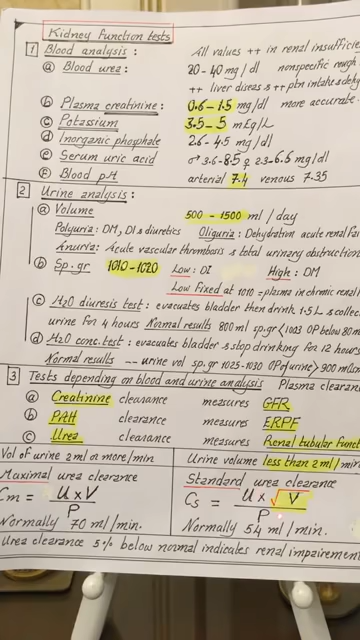 Kidney function tests
1 Blood analysis: All values ++ in renal insufficie
a Blood urea: 20-40 mg/dl nonspecific rough
++ liver diseas & ++ ptn intake & dehy
b Plasma creatinine: 0.6-1.5 mg/dl more accurate
c Potassium 3.5-5 mEq/L
d Inorganic phosphate 2.6-4.5 mg/dl
e Serum uric acid ♂ 3.6-8.5 ♀ 2.3-6.6 mg/dl
f Blood pH arterial 7.4 venous 7.35
2 Urine analysis:
a Volume 500-1500 ml/day
Polyuria: DM, DI & diuretics Oliguria: Dehydration acute renal fai
Anuria: Acute vascular thrombosis & total urinary obstruction
b Sp.gr 1010-1020 Low: DI High: DM
Low Fixed at 1010 = plasma in chronic renal f
c H2O diuresis test: evacuates bladder then drink 1.5 L & collec
urine for 4 hours Normal results 800 ml sp.gr < 1003 OP below 80 m
d H2O conc. test: evacuates bladder & stop drinking for 12 hours
Normal results -- urine vol sp.gr 1025-1030 OP of urine > 900 mosm
3 Tests depending on blood and urine analysis Plasma clearan
a Creatinine clearance measures GFR
b PAH clearance measures ERPF
c Urea clearance measures Renal tubular funct
Vol of urine 2 ml or more/min
Maximal urea clearance
Cm = U x V
P
Normally 70 ml/min.
Urine volume less than 2 ml/min
Standard urea clearance
Cs = U x √V
P
Normally 54 ml/min.
Urea clearance 5% below normal indicates renal impairmen